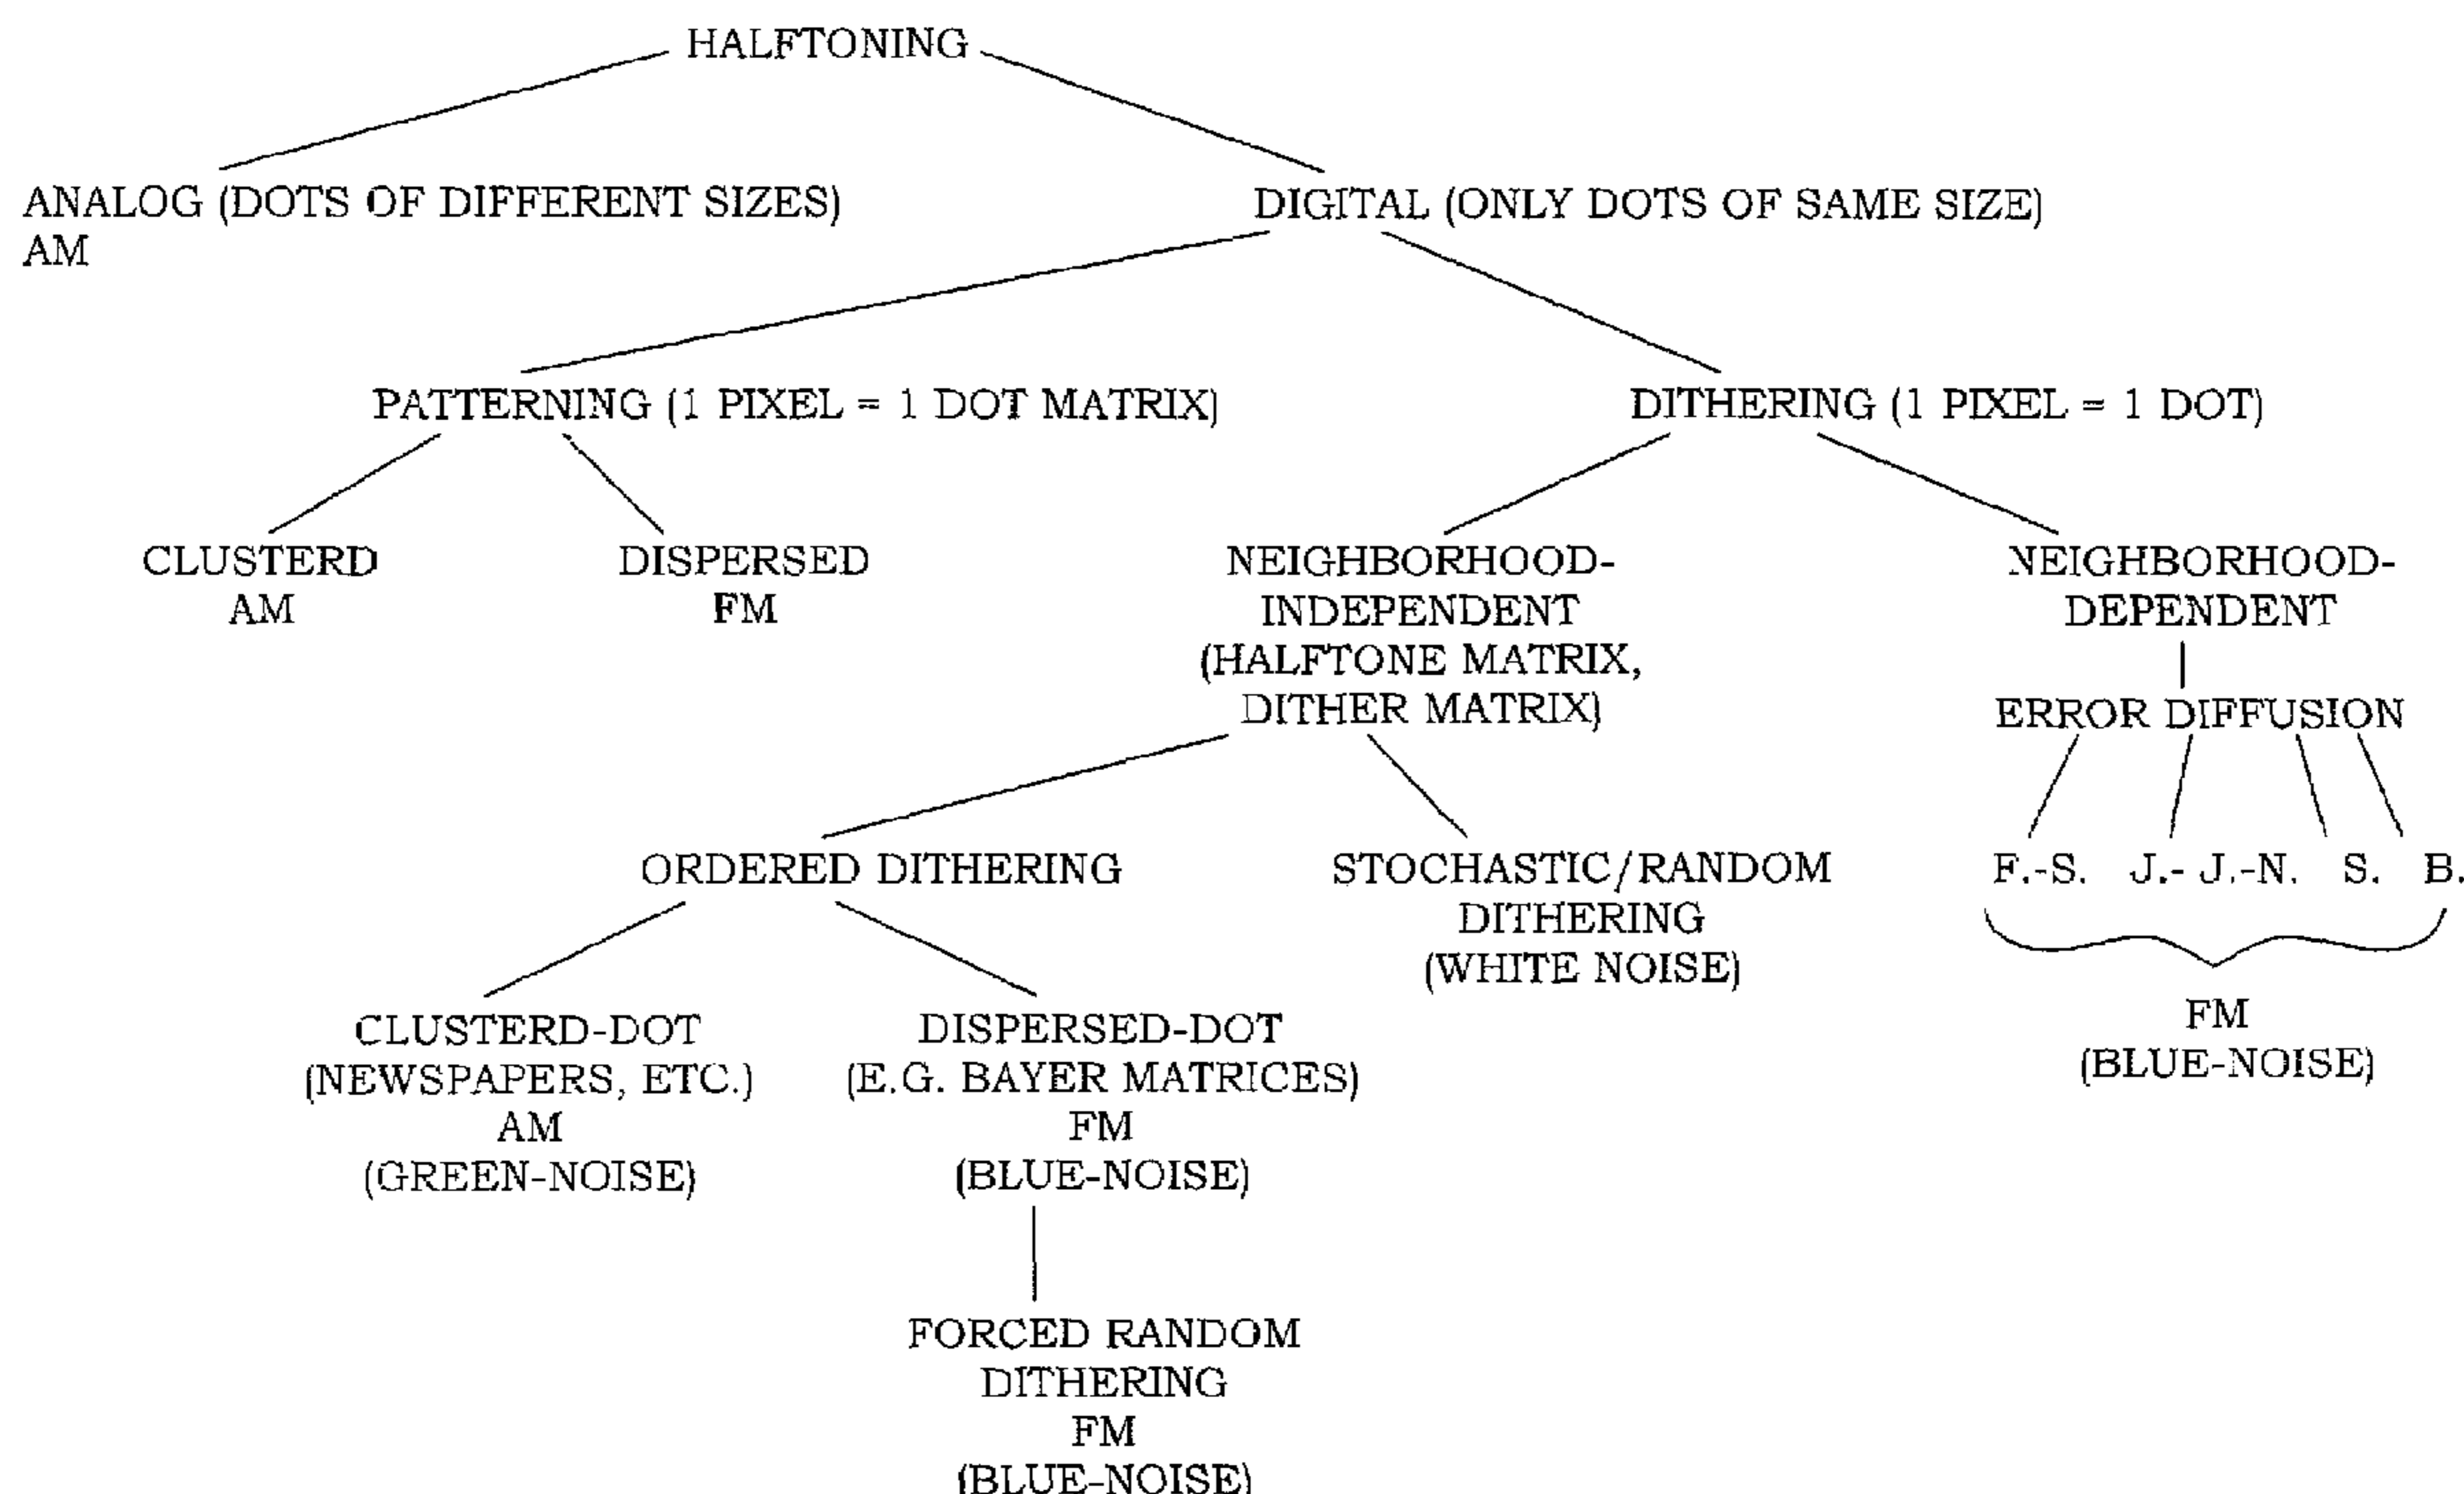 HALFTONING
ANALOG (DOTS OF DIFFERENT SIZES)
AM
DIGITAL (ONLY DOTS OF SAME SIZE)
PATTERNING (1 PIXEL = 1 DOT MATRIX)
DITHERING (1 PIXEL = 1 DOT)
CLUSTERD
AM
DISPERSED
FM
NEIGHBORHOOD-
INDEPENDENT
(HALFTONE MATRIX,
DITHER MATRIX)
NEIGHBORHOOD-
DEPENDENT
ERROR DIFFUSION
ORDERED DITHERING
STOCHASTIC/RANDOM
DITHERING
(WHITE NOISE)
F.-S. J.- J.-N. S. B.
FM
(BLUE-NOISE)
CLUSTERD-DOT
(NEWSPAPERS, ETC.)
AM
(GREEN-NOISE)
DISPERSED-DOT
(E.G. BAYER MATRICES)
FM
(BLUE-NOISE)
FORCED RANDOM
DITHERING
FM
(BLUE-NOISE)